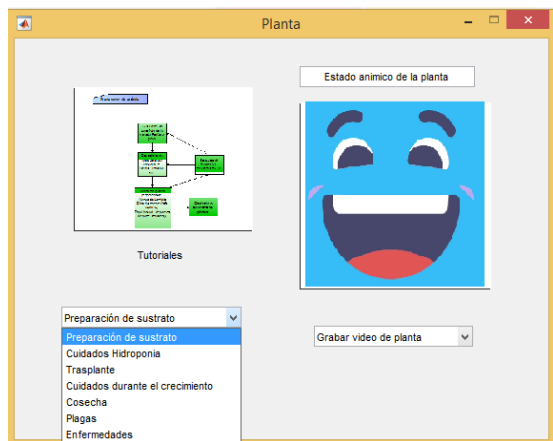 Planta
Estado animico de la planta
Tutoriales
Preparación de sustrato
Preparación de sustrato
Cuidados Hidroponia
Trasplante
Cuidados durante el crecimiento
Cosecha
Plagas
Enfermedades
Grabar video de planta